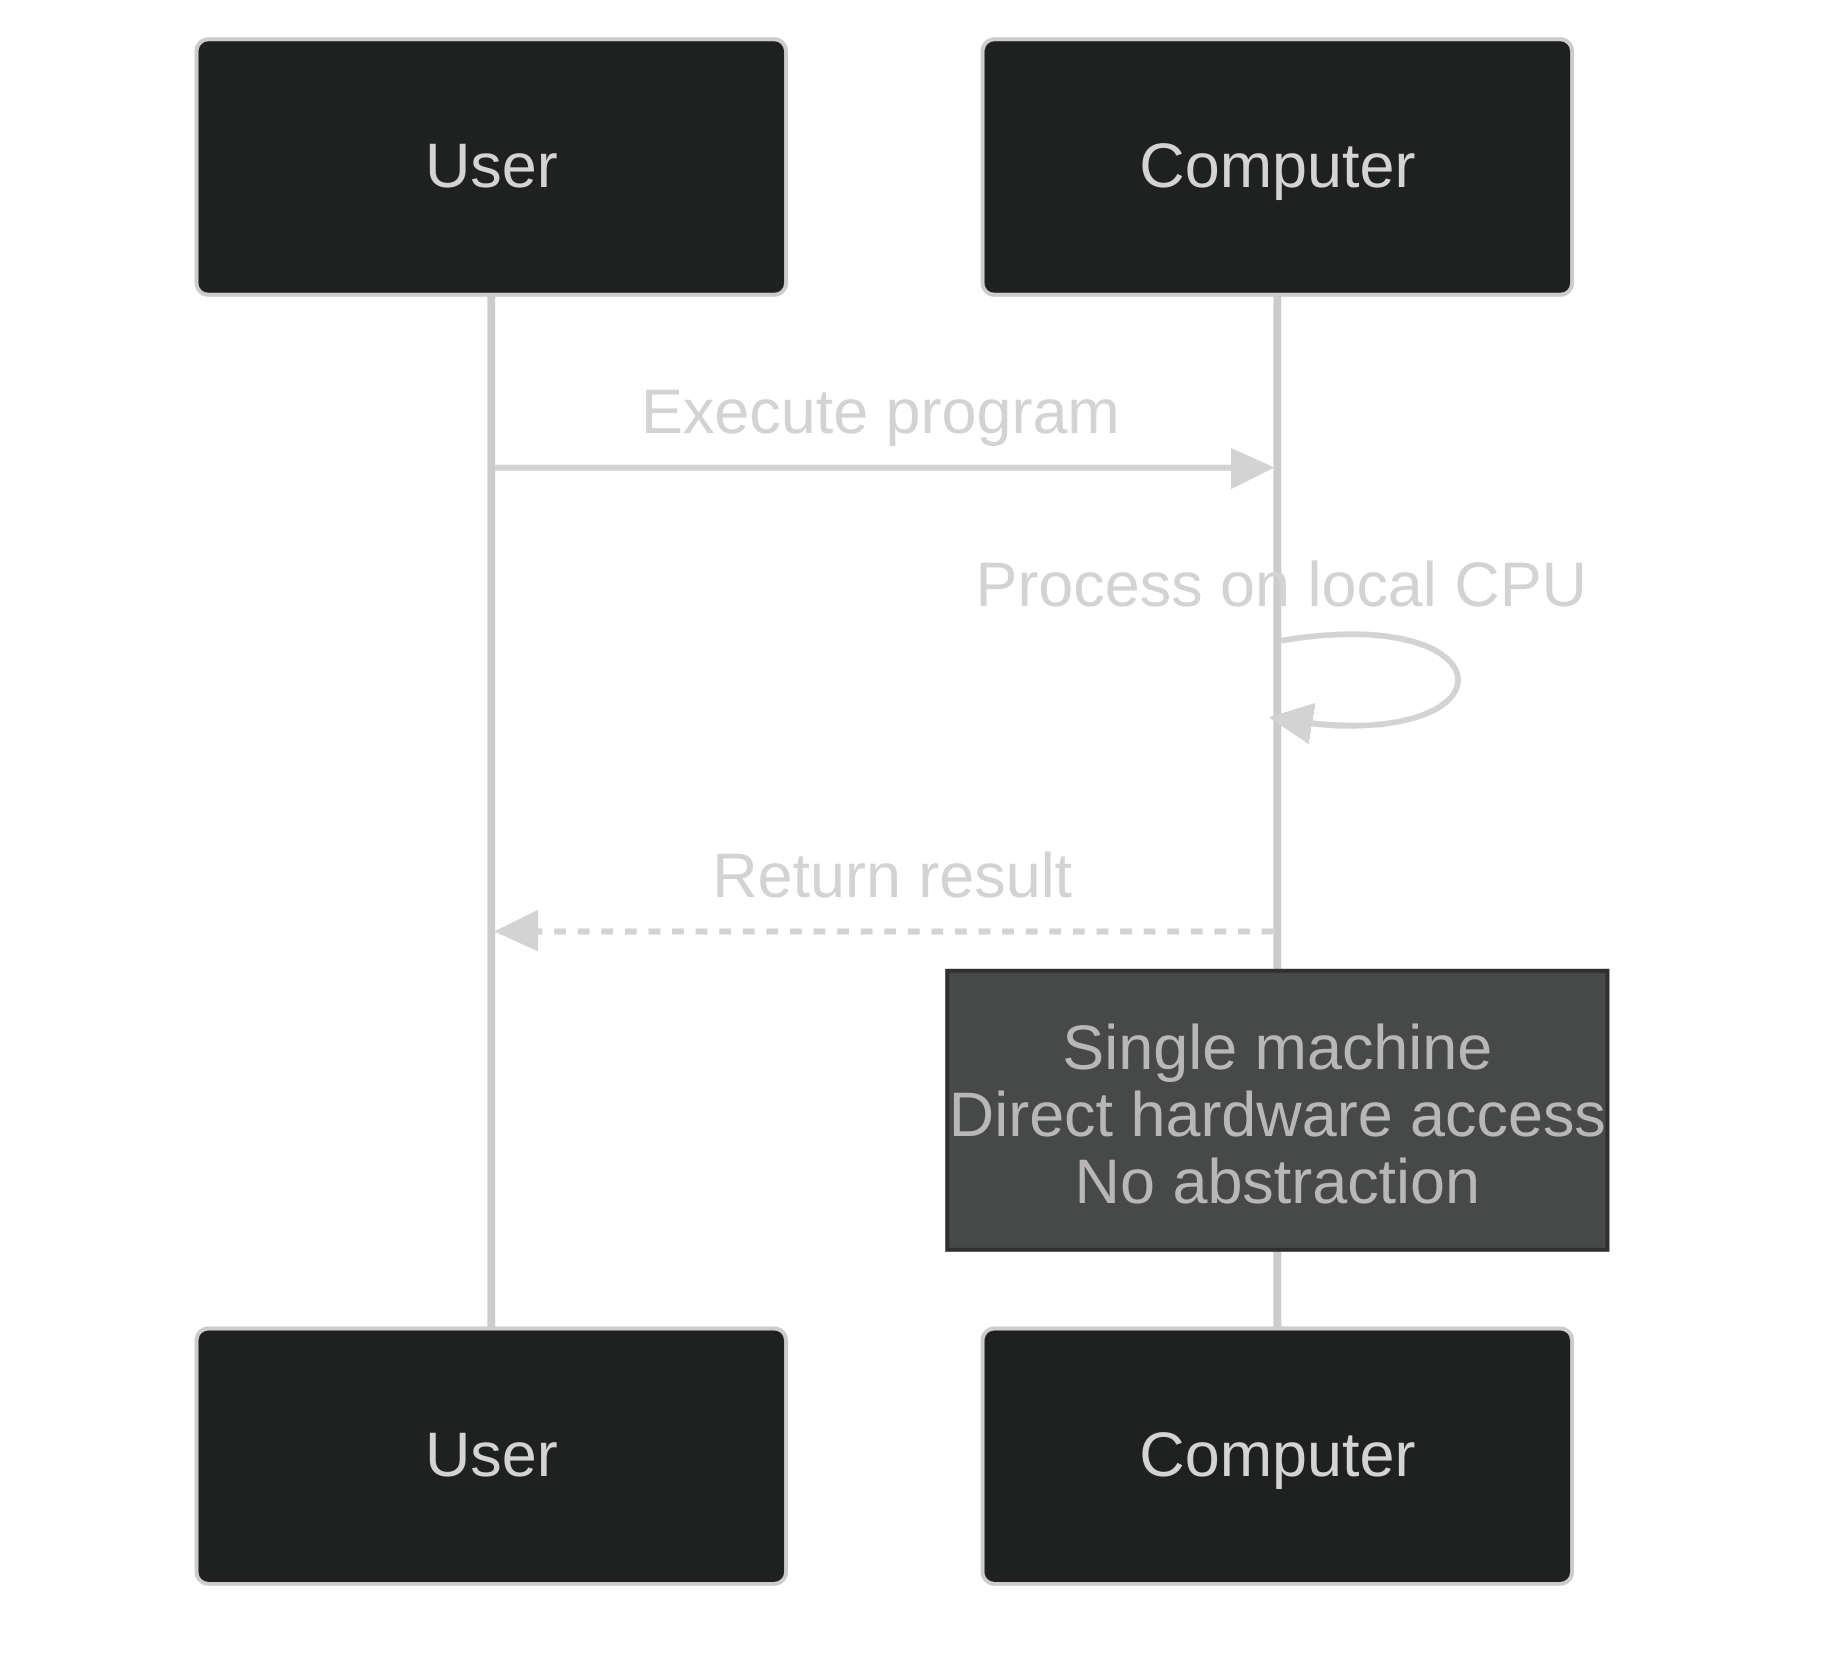 User
Computer
Execute program
Process on local CPU
Return result
Single machine
Direct hardware access
No abstraction
User
Computer